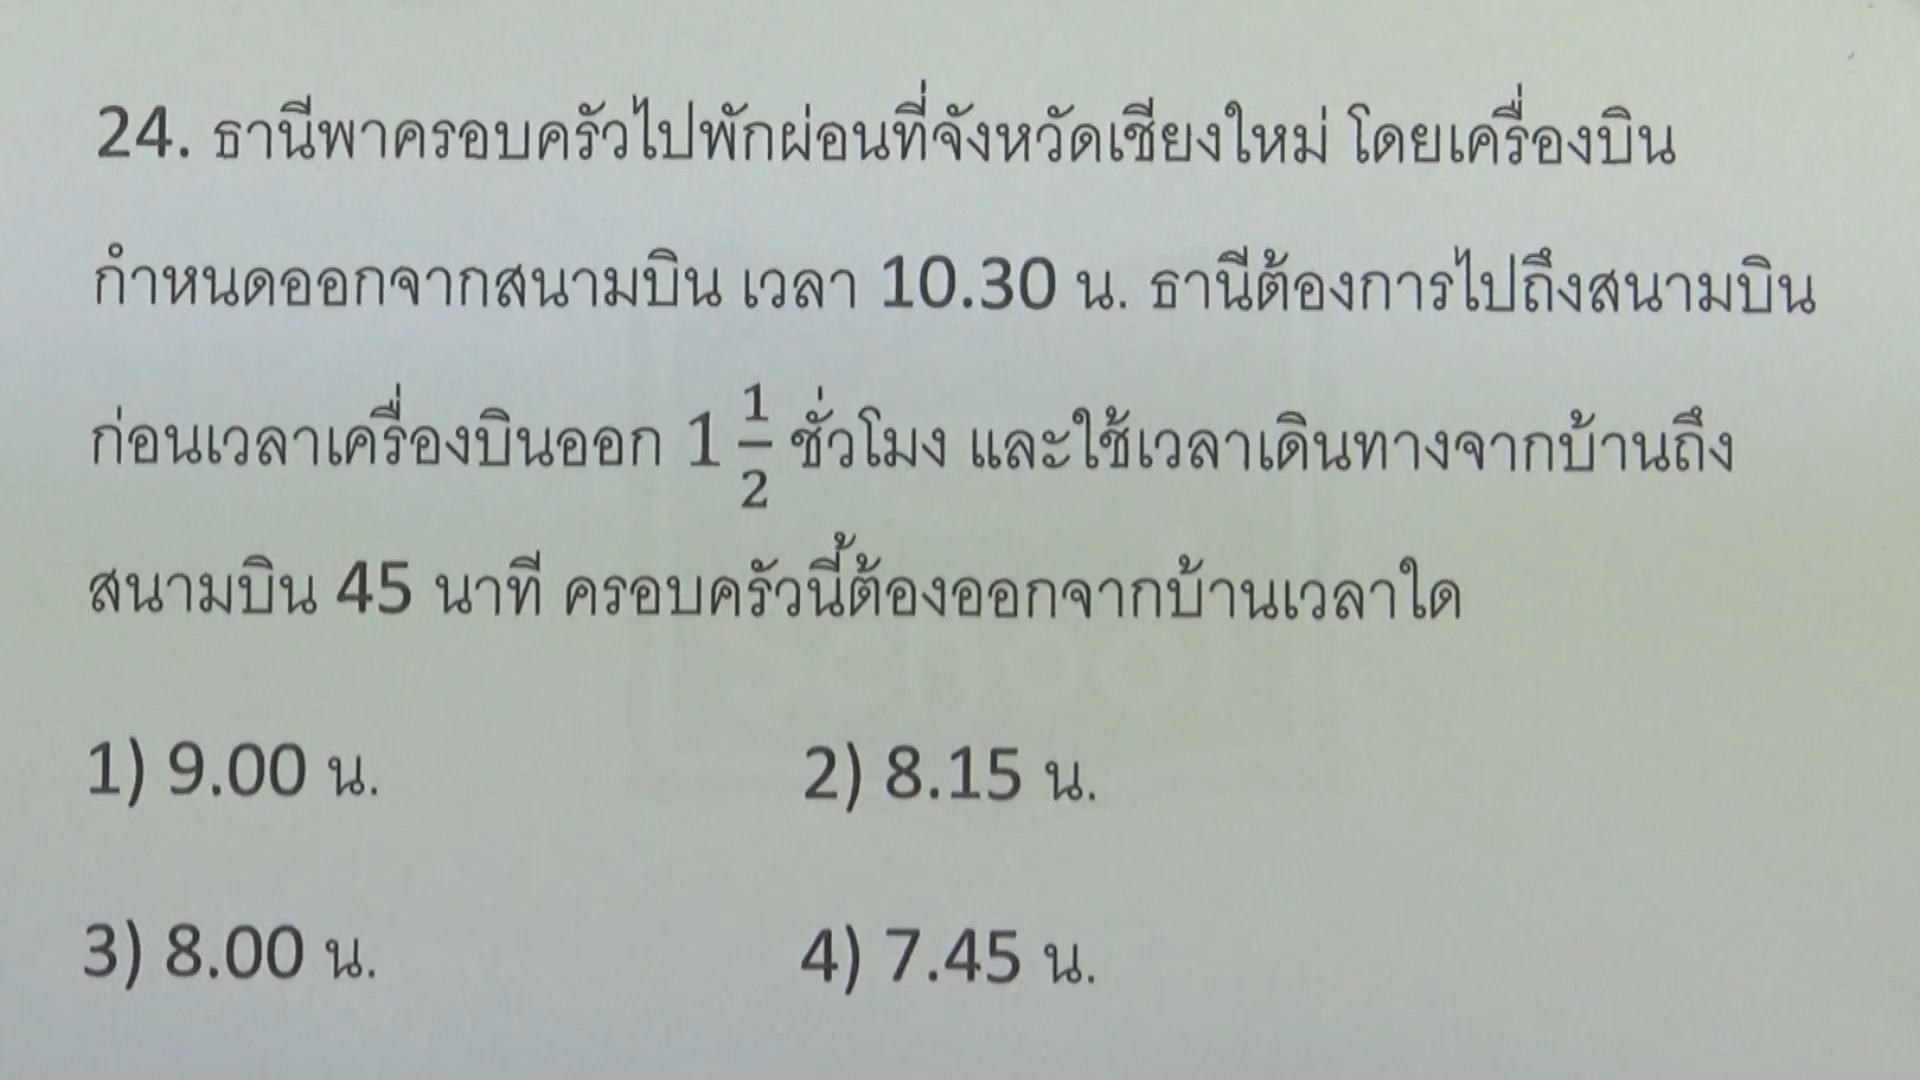 24. ธานีพาครอบครัวไปพักผ่อนที่จังหวัดเชียงใหม่ โดยเครื่องบิน
กำหนดออกจากสนามบิน เวลา 10.30 น. ธานีต้องการไปถึงสนามบิน
ก่อนเวลาเครื่องบินออก 1 1/2 ชั่วโมง และใช้เวลาเดินทางจากบ้านถึง
สนามบิน 45 นาที ครอบครัวนี้ต้องออกจากบ้านเวลาใด
1) 9.00 น. 2) 8.15 น.
3) 8.00 น. 4) 7.45 น.